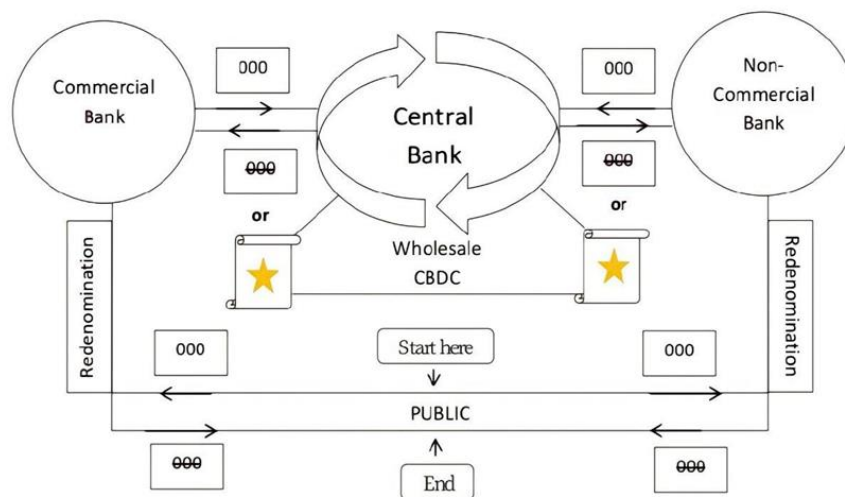 000
000
Commercial
Bank
Non-
Commercial
Bank
Central
Bank
000
000
or
or
Wholesale
CBDC
Redenomination
Redenomination
000
Start here
000
PUBLIC
000
End
000